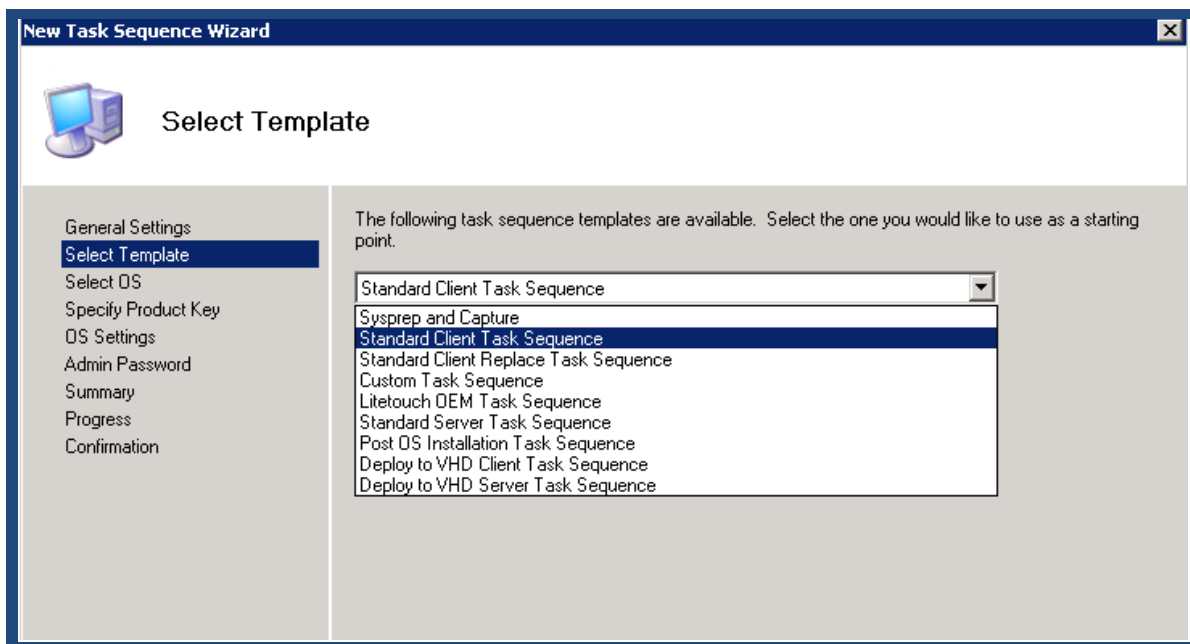 New Task Sequence Wizard
Select Template
General Settings
Select Template
Select OS
Specify Product Key
OS Settings
Admin Password
Summary
Progress
Confirmation
The following task sequence templates are available.  Select the one you would like to use as a starting
point.
Standard Client Task Sequence
Sysprep and Capture
Standard Client Task Sequence
Standard Client Replace Task Sequence
Custom Task Sequence
Litetouch OEM Task Sequence
Standard Server Task Sequence
Post OS Installation Task Sequence
Deploy to VHD Client Task Sequence
Deploy to VHD Server Task Sequence